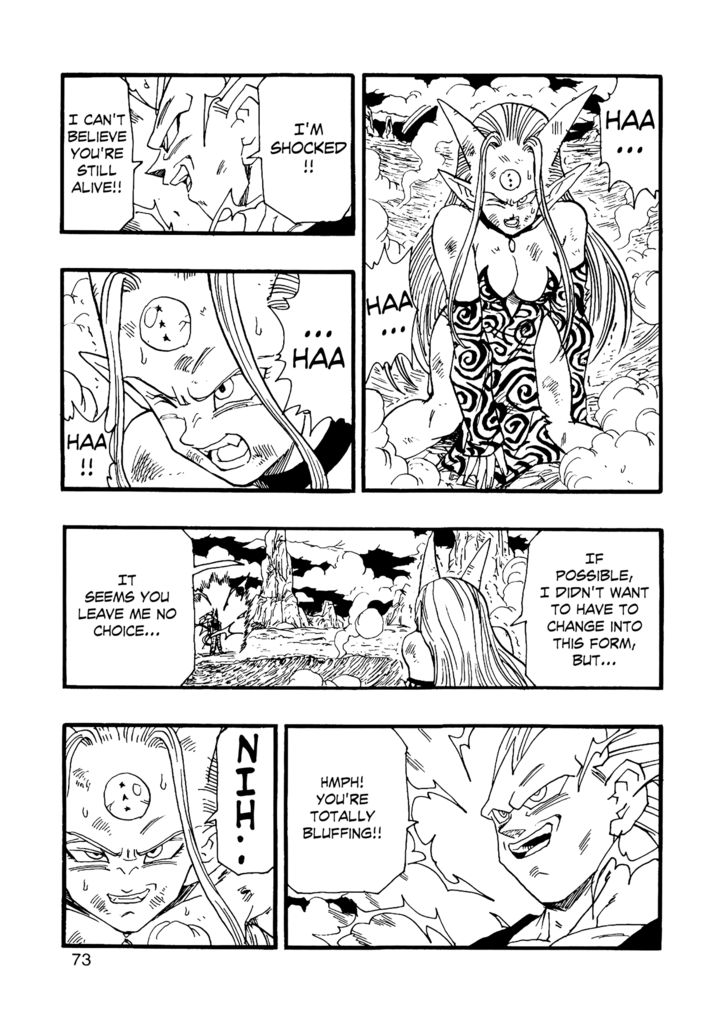 HAA
...
HAA
...
I'M
SHOCKED
!!
I CAN'T
BELIEVE
YOU'RE
STILL
ALIVE!!
...
HAA
HAA
!!
IF
POSSIBLE,
I DIDN'T WANT
TO HAVE TO
CHANGE INTO
THIS FORM,
BUT...
IT
SEEMS YOU
LEAVE ME NO
CHOICE...
HMPH!
YOU'RE
TOTALLY
BLUFFING!!
NIH..
73